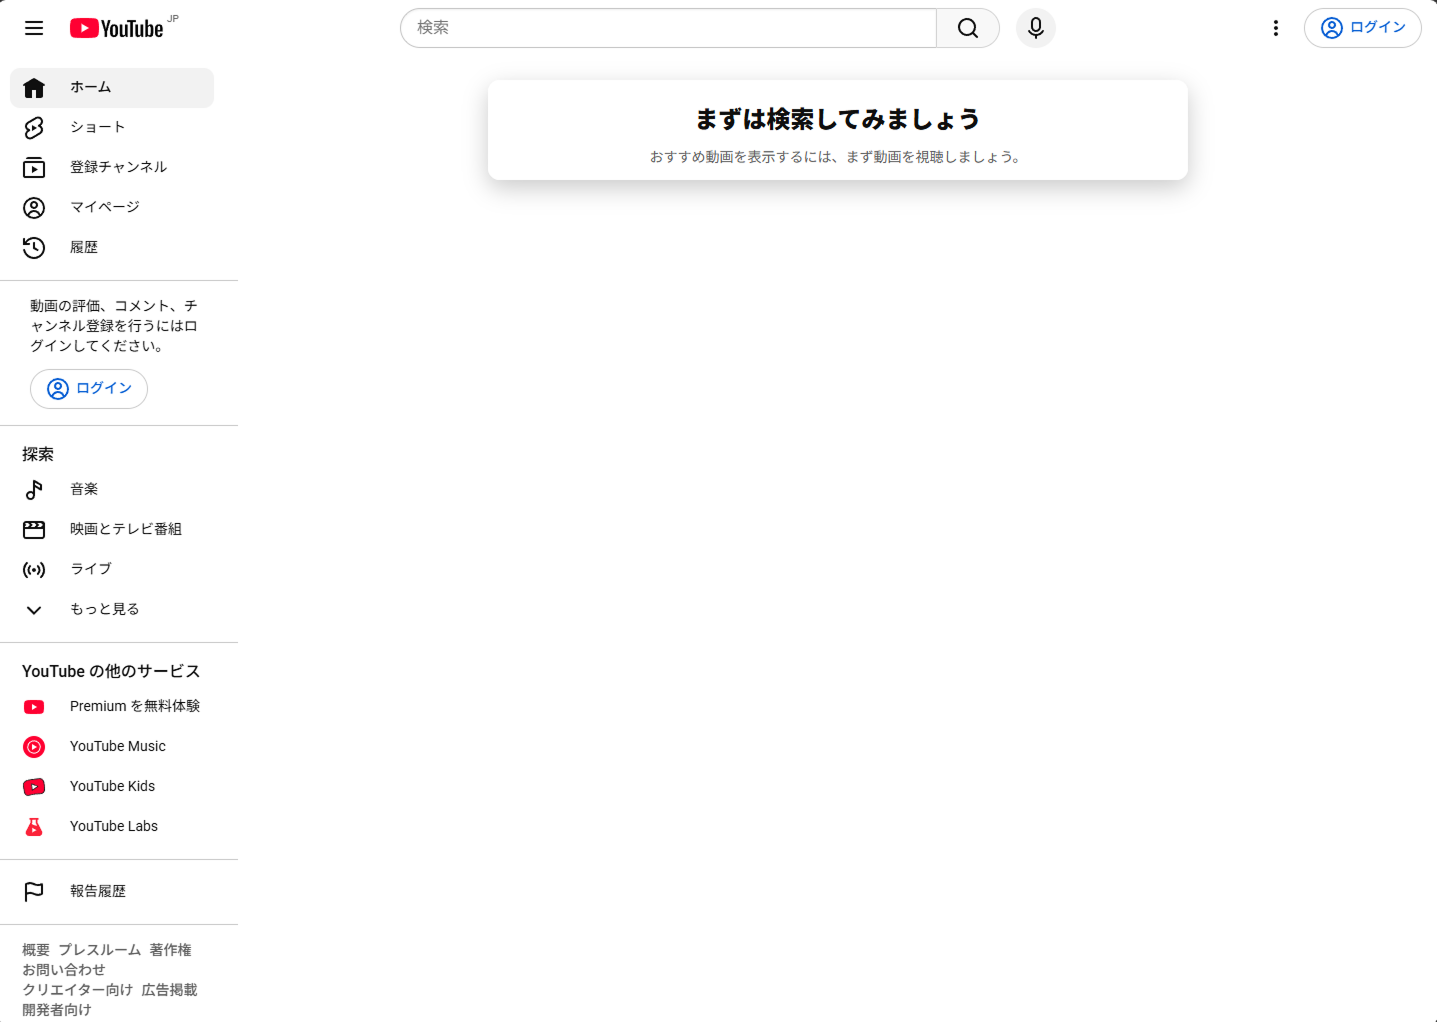 YouTube JP
検索
ログイン
ホーム
ショート
登録チャンネル
マイページ
履歴
まずは検索してみましょう
おすすめ動画を表示するには、まず動画を視聴しましょう。
動画の評価、コメント、チ
ャンネル登録を行うにはロ
グインしてください。
ログイン
探索
音楽
映画とテレビ番組
ライブ
もっと見る
YouTube の他のサービス
Premium を無料体験
YouTube Music
YouTube Kids
YouTube Labs
報告履歴
概要 プレスルーム 著作権
お問い合わせ
クリエイター向け 広告掲載
開発者向け